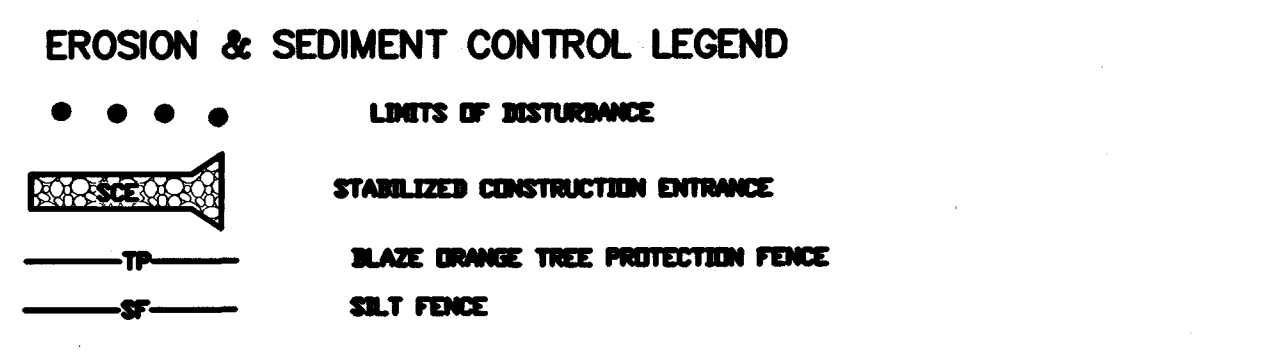 EROSION & SEDIMENT CONTROL LEGEND
LIMITS OF DISTURBANCE
SCE STABILIZED CONSTRUCTION ENTRANCE
TP BLAZE ORANGE TREE PROTECTION FENCE
SF SILT FENCE